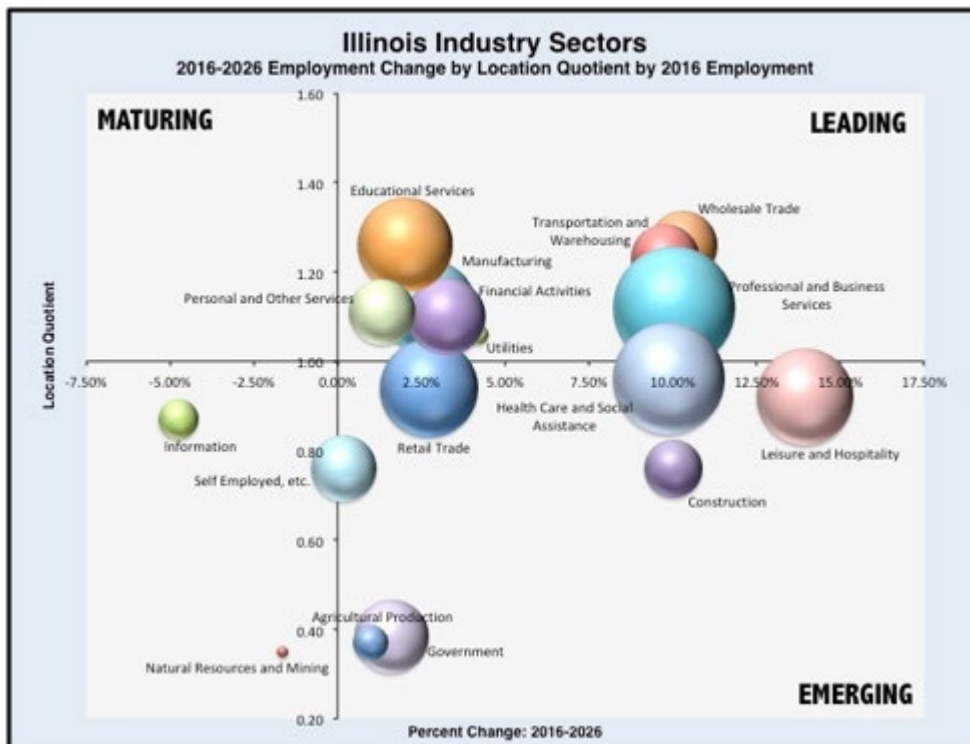 Illinois Industry Sectors
2016-2026 Employment Change by Location Quotient by 2016 Employment
1.60
MATURING
LEADING
1.40
Educational Services
Wholesale Trade
Transportation and
Warehousing
1.20
Manufacturing
Professional and Business
Services
Financial Activities
Personal and Other Services
Utilities
Location Quotient
1.00
-7.50%
-5.00%
-2.50%
0.00%
2.50%
5.00%
7.50%
10.00%
12.50%
15.00%
17.50%
Health Care and Social
Assistance
Information
0.80
Retail Trade
Leisure and Hospitality
Self Employed, etc.
Construction
0.60
Agricultural Production
0.40
Government
Natural Resources and Mining
EMERGING
0.20
Percent Change: 2016-2026